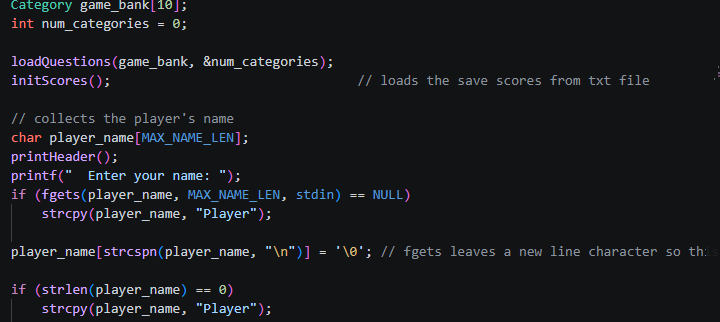 Category game_bank[10];
int num_categories = 0;
loadQuestions(game_bank, &num_categories);
initScores(); // loads the save scores from txt file
// collects the player's name
char player_name[MAX_NAME_LEN];
printHeader();
printf("  Enter your name: ");
if (fgets(player_name, MAX_NAME_LEN, stdin) == NULL)
    strcpy(player_name, "Player");
player_name[strcspn(player_name, "\n")] = '\0'; // fgets leaves a new line character so
if (strlen(player_name) == 0)
    strcpy(player_name, "Player");